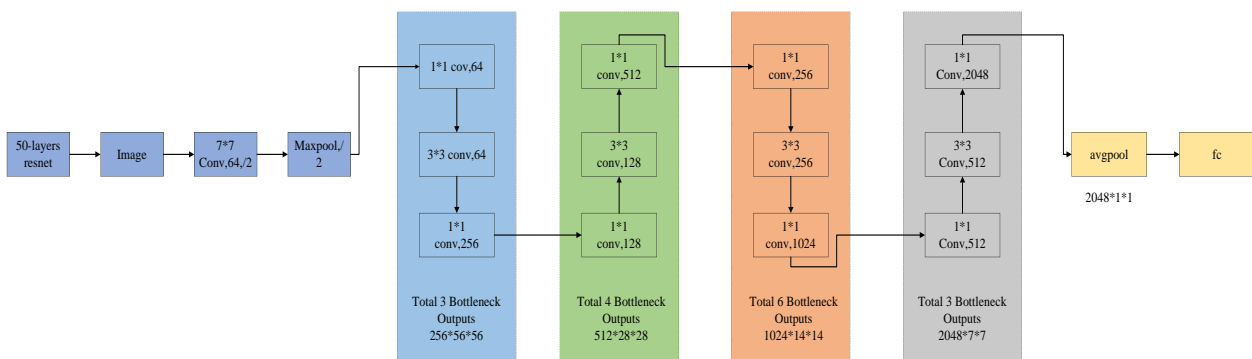 50-layers
resnet
Image
7*7
Conv,64,/2
Maxpool,/
2
1*1 cov,64
3*3 conv,64
1*1
conv,256
Total 3 Bottleneck
Outputs
256*56*56
1*1
conv,512
3*3
conv,128
1*1
conv,128
Total 4 Bottleneck
Outputs
512*28*28
1*1
conv,256
3*3
conv,256
1*1
conv,1024
Total 6 Bottleneck
Outputs
1024*14*14
1*1
Conv,2048
3*3
Conv,512
1*1
Conv,512
Total 3 Bottleneck
Outputs
2048*7*7
avgpool
2048*1*1
fc